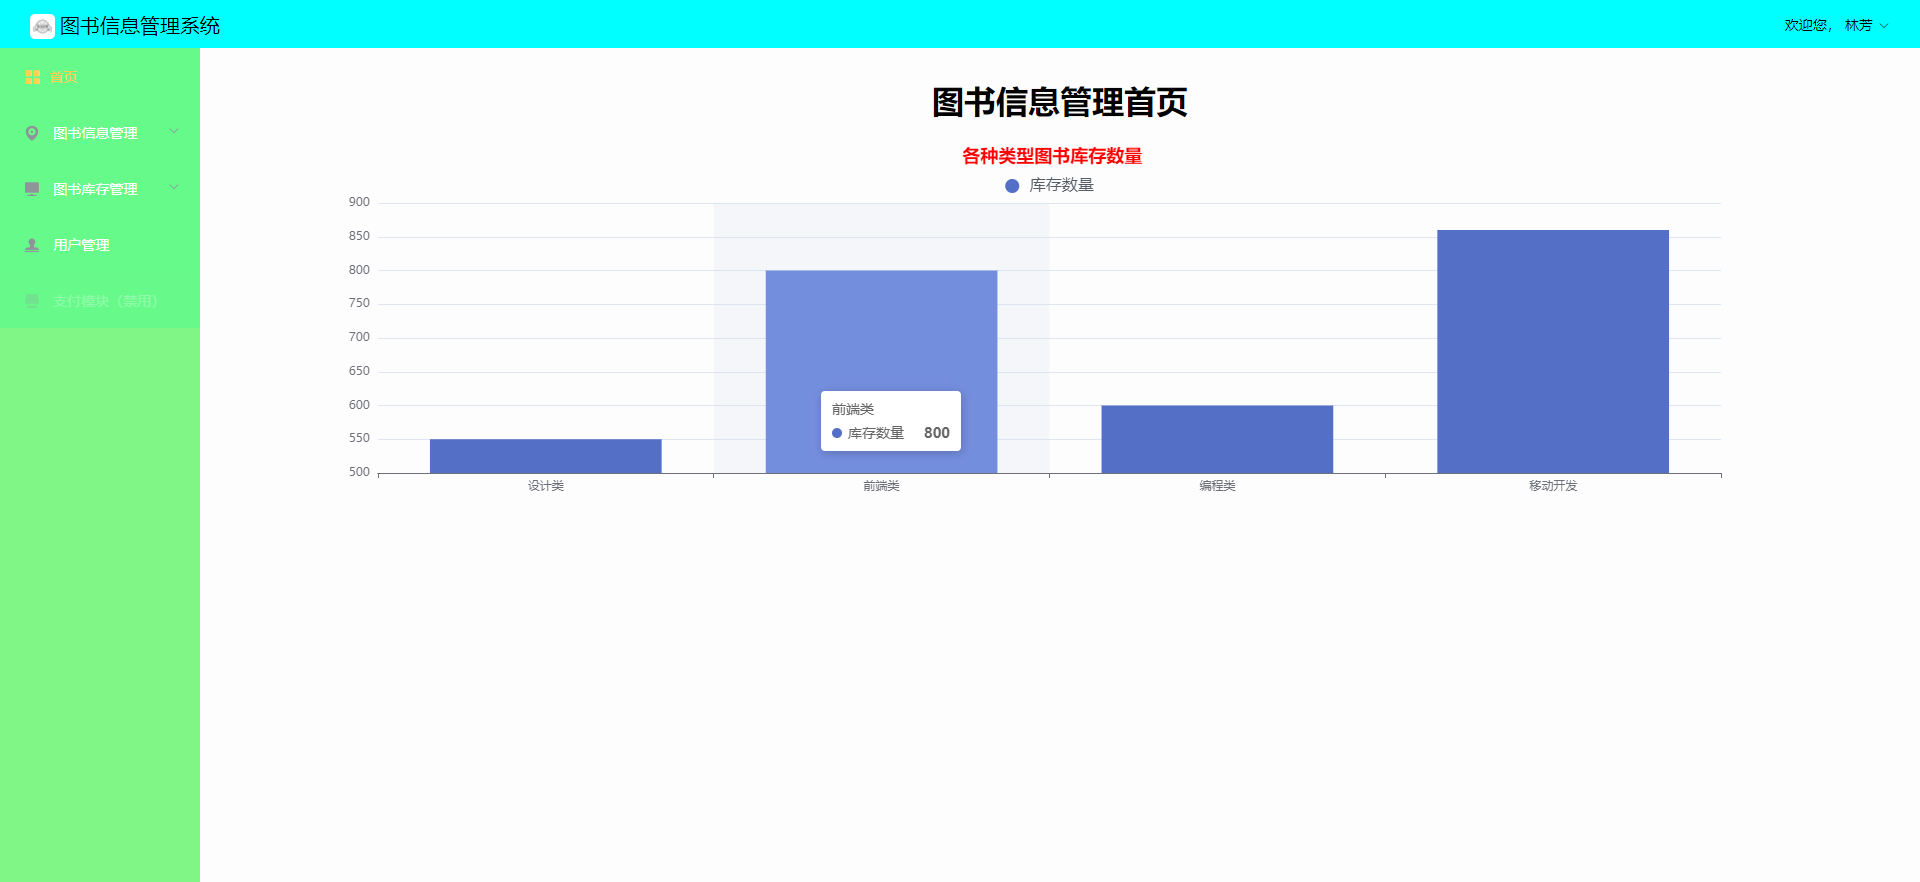 图书信息管理系统
欢迎您， 林芳
首页
图书信息管理
图书库存管理
用户管理
支付模块（禁用）
图书信息管理首页
各种类型图书库存数量
库存数量
900
850
800
750
700
650
600
550
500
前端类
库存数量 800
设计类 前端类 编程类 移动开发